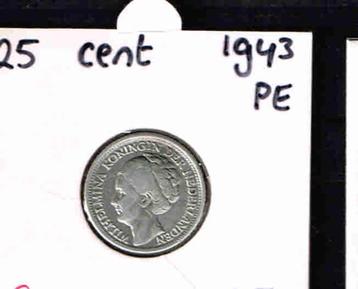 25 cent 1943
PE
WILHELMINA KONINGIN DER NEDERLANDEN